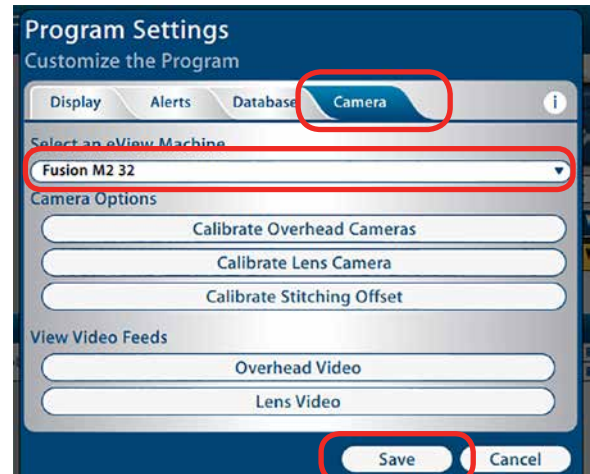 Program Settings
Customize the Program
Display Alerts Database Camera i
Select an eView Machine
Fusion M2 32
Camera Options
Calibrate Overhead Cameras
Calibrate Lens Camera
Calibrate Stitching Offset
View Video Feeds
Overhead Video
Lens Video
Save Cancel